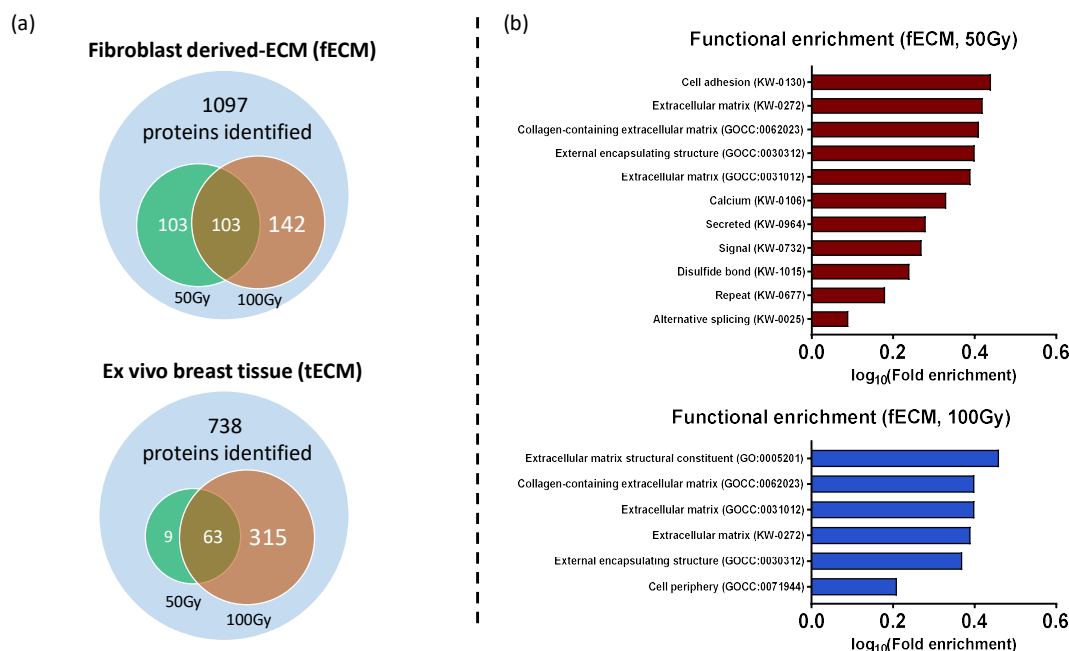 (a)
Fibroblast derived-ECM (fECM)
1097
proteins identified
103
103
142
50Gy
100Gy
Ex vivo breast tissue (tECM)
738
proteins identified
9
63
315
50Gy
100Gy
(b)
Functional enrichment (fECM, 50Gy)
Cell adhesion (KW-0130)
Extracellular matrix (KW-0272)
Collagen-containing extracellular matrix (GOCC:0062023)
External encapsulating structure (GOCC:0030312)
Extracellular matrix (GOCC:0031012)
Calcium (KW-0106)
Secreted (KW-0964)
Signal (KW-0732)
Disulfide bond (KW-1015)
Repeat (KW-0677)
Alternative splicing (KW-0025)
0.0 0.2 0.4 0.6
log10(Fold enrichment)
Functional enrichment (fECM, 100Gy)
Extracellular matrix structural constituent (GO:0005201)
Collagen-containing extracellular matrix (GOCC:0062023)
Extracellular matrix (GOCC:0031012)
Extracellular matrix (KW-0272)
External encapsulating structure (GOCC:0030312)
Cell periphery (GOCC:0071944)
0.0 0.2 0.4 0.6
log10(Fold enrichment)